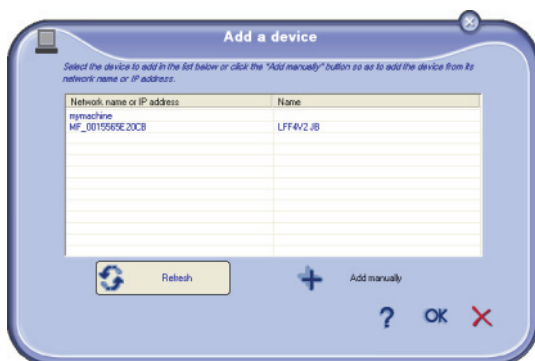 Add a device
Select the device to add in the list below or click the "Add manually" button so as to add the device from its
network name or IP address.
Network name or IP address Name
mymachine
MF_0015565E20CB LFF4V2 JB
Refresh Add manually
? OK